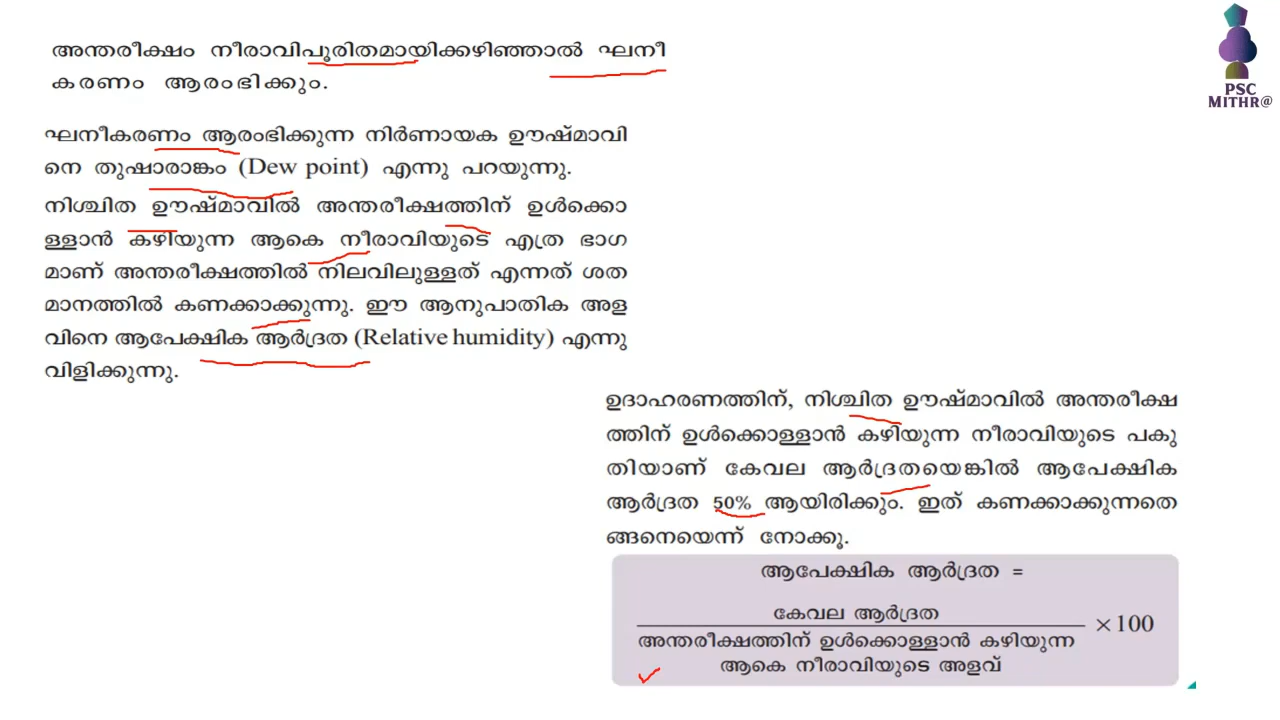 അന്തരീക്ഷം നീരാവിപൂരിതമായിക്കഴിഞ്ഞാൽ ഘനീ
കരണം ആരംഭിക്കും.
ഘനീകരണം ആരംഭിക്കുന്ന നിർണായക ഊഷ്മാവി
നെ തുഷാരാങ്കം (Dew point) എന്നു പറയുന്നു.
നിശ്ചിത ഊഷ്മാവിൽ അന്തരീക്ഷത്തിന് ഉൾക്കൊ
ള്ളാൻ കഴിയുന്ന ആകെ നീരാവിയുടെ എത്ര ഭാഗ
മാണ് അന്തരീക്ഷത്തിൽ നിലവിലുള്ളത് എന്നത് ശത
മാനത്തിൽ കണക്കാക്കുന്നു. ഈ ആനുപാതിക അള
വിനെ ആപേക്ഷിക ആർദ്രത (Relative humidity) എന്നു
വിളിക്കുന്നു.
ഉദാഹരണത്തിന്, നിശ്ചിത ഊഷ്മാവിൽ അന്തരീക്ഷ
ത്തിന് ഉൾക്കൊള്ളാൻ കഴിയുന്ന നീരാവിയുടെ പകു
തിയാണ് കേവല ആർദ്രതയെങ്കിൽ ആപേക്ഷിക
ആർദ്രത 50% ആയിരിക്കും. ഇത് കണക്കാക്കുന്നതെ
ങ്ങനെയെന്ന് നോക്കൂ.
ആപേക്ഷിക ആർദ്രത =
കേവല ആർദ്രത
അന്തരീക്ഷത്തിന് ഉൾക്കൊള്ളാൻ കഴിയുന്ന
ആകെ നീരാവിയുടെ അളവ്
×100
PSC
MITHR@